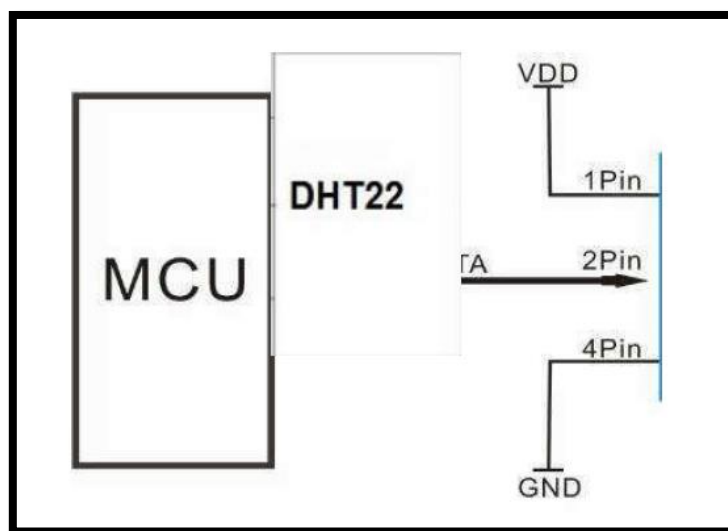 VDD
1Pin
DHT22
MCU
TA
2Pin
4Pin
GND